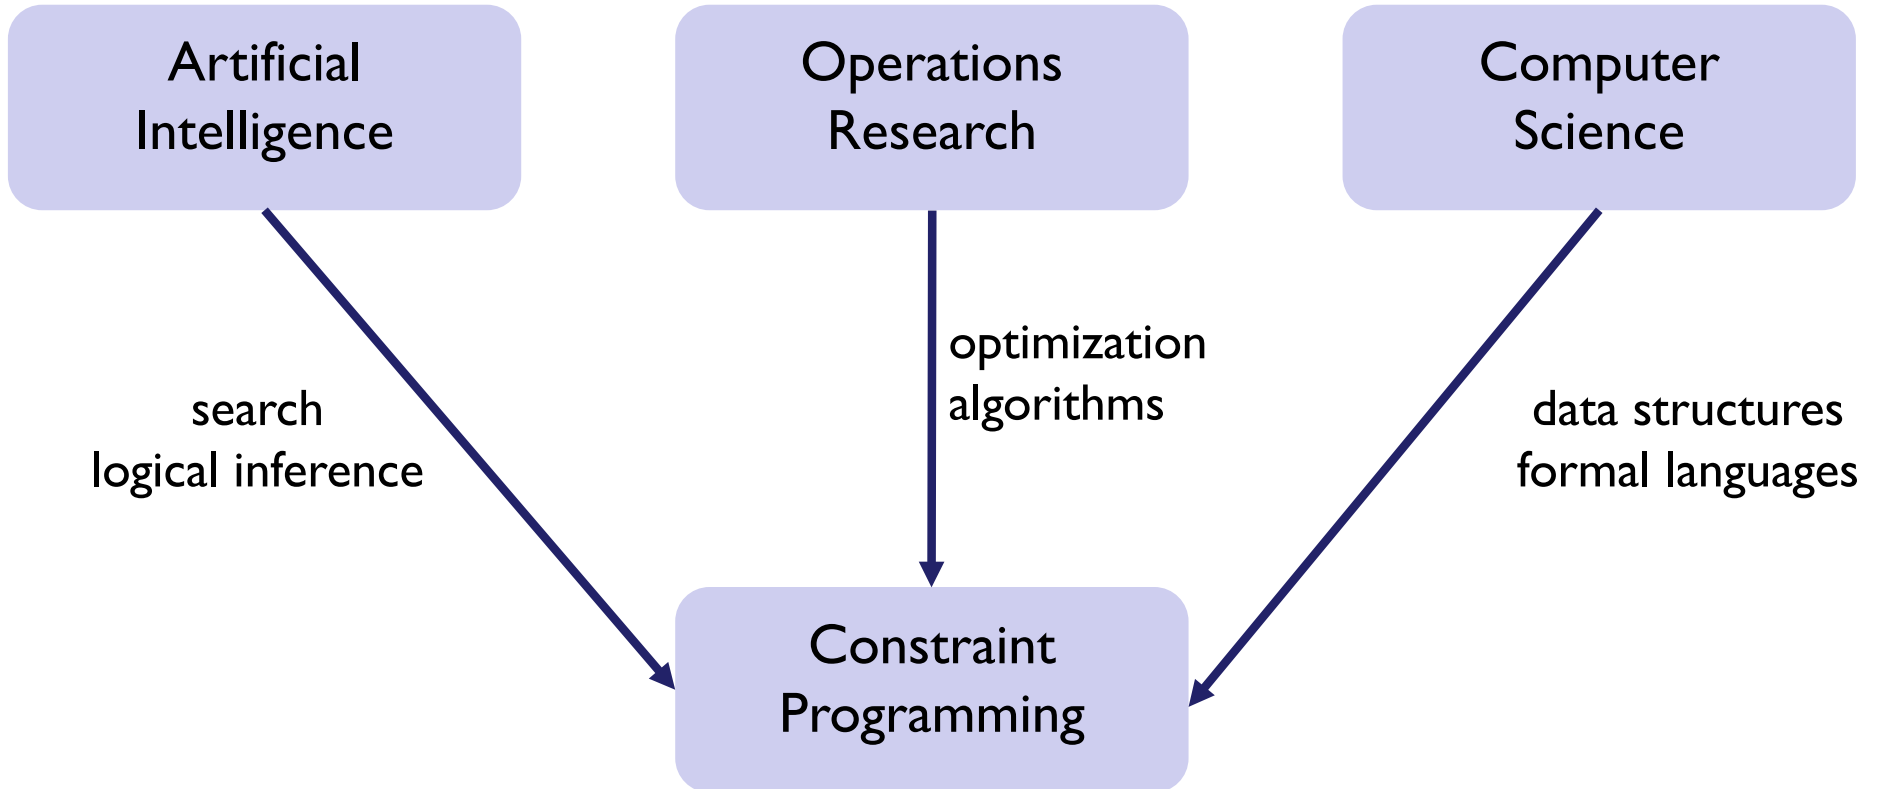 Artificial
Intelligence
Operations
Research
Computer
Science
search
logical inference
optimization
algorithms
data structures
formal languages
Constraint
Programming